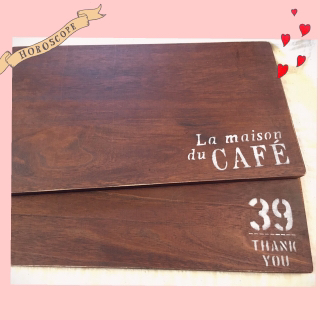 HOROSCOPE
La maison
du CAFÉ
39
THANK
YOU